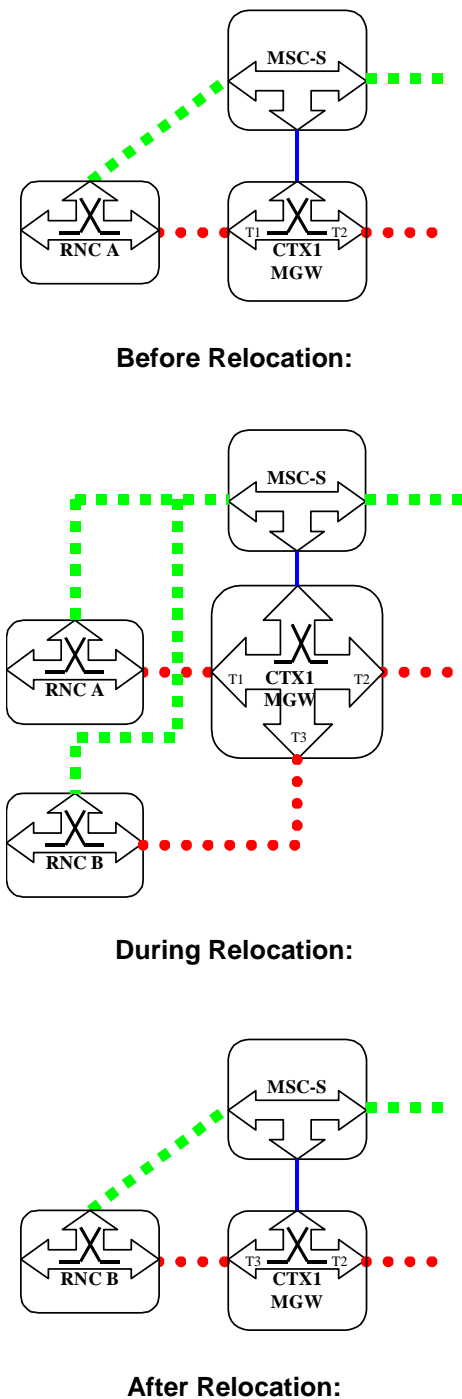 MSC-S
RNC A
T1
T2
CTX1
MGW
Before Relocation:
MSC-S
RNC A
T1
CTX1
T2
MGW
T3
RNC B
During Relocation:
MSC-S
RNC B
T3
T2
CTX1
MGW
After Relocation: